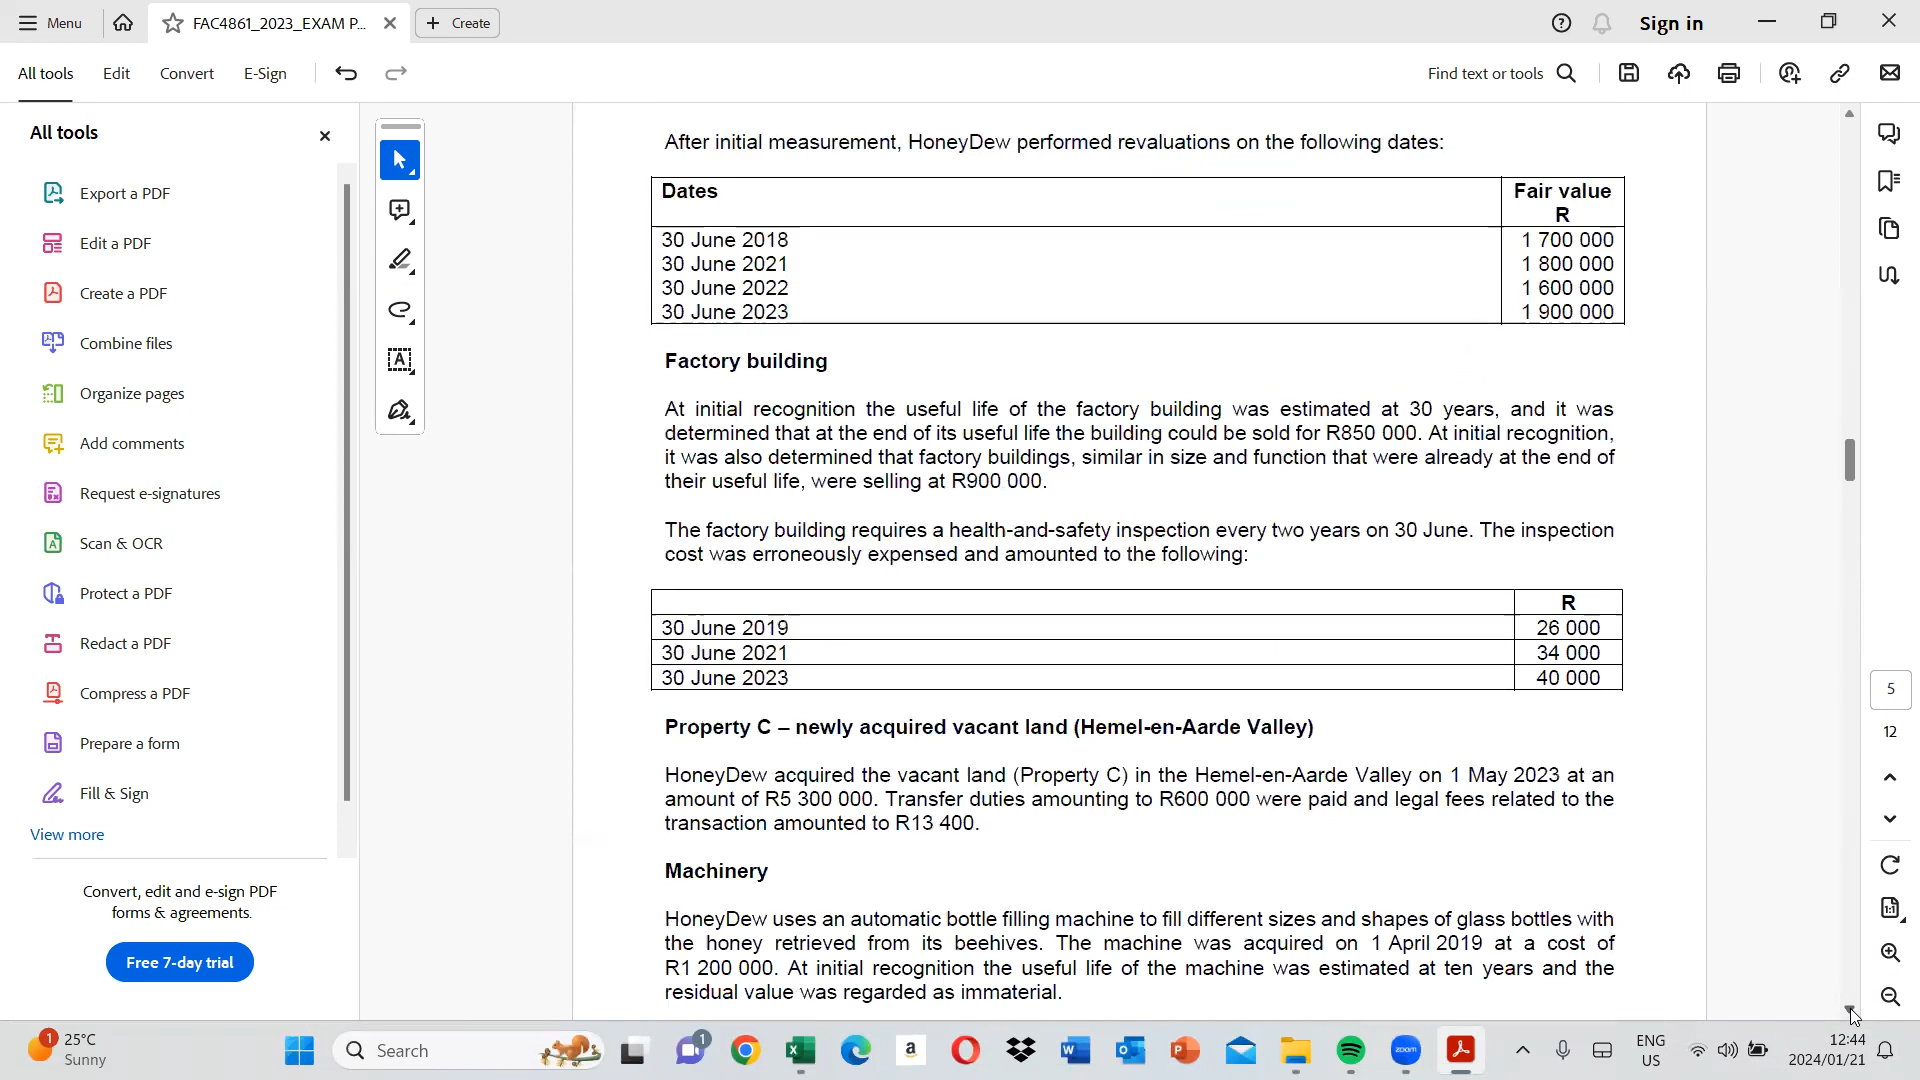 Menu
FAC4861_2023_EXAM P...
Create
Sign in
All tools
Edit
Convert
E-Sign
Find text or tools
All tools
Export a PDF
Edit a PDF
Create a PDF
Combine files
Organize pages
Add comments
Request e-signatures
Scan & OCR
Protect a PDF
Redact a PDF
Compress a PDF
Prepare a form
Fill & Sign
View more
Convert, edit and e-sign PDF
forms & agreements.
Free 7-day trial
After initial measurement, HoneyDew performed revaluations on the following dates:
Dates Fair value
R
30 June 2018 1 700 000
30 June 2021 1 800 000
30 June 2022 1 600 000
30 June 2023 1 900 000
Factory building
At initial recognition the useful life of the factory building was estimated at 30 years, and it was
determined that at the end of its useful life the building could be sold for R850 000. At initial recognition,
it was also determined that factory buildings, similar in size and function that were already at the end of
their useful life, were selling at R900 000.
The factory building requires a health-and-safety inspection every two years on 30 June. The inspection
cost was erroneously expensed and amounted to the following:
R
30 June 2019 26 000
30 June 2021 34 000
30 June 2023 40 000
Property C – newly acquired vacant land (Hemel-en-Aarde Valley)
HoneyDew acquired the vacant land (Property C) in the Hemel-en-Aarde Valley on 1 May 2023 at an
amount of R5 300 000. Transfer duties amounting to R600 000 were paid and legal fees related to the
transaction amounted to R13 400.
Machinery
HoneyDew uses an automatic bottle filling machine to fill different sizes and shapes of glass bottles with
the honey retrieved from its beehives. The machine was acquired on 1 April 2019 at a cost of
R1 200 000. At initial recognition the useful life of the machine was estimated at ten years and the
residual value was regarded as immaterial.
5
12
1:1
1
25°C
Sunny
Search
1
a
zoom
ENG
US
12:44
2024/01/21